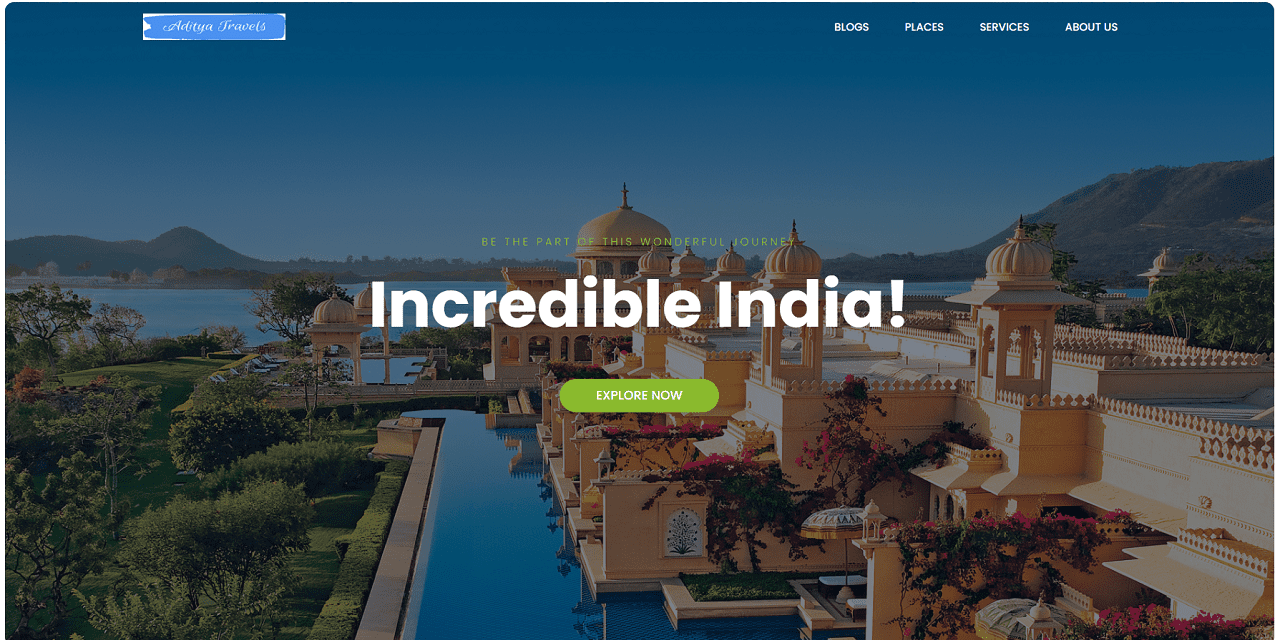 Aditya Travels
BLOGS PLACES SERVICES ABOUT US
BE THE PART OF THIS WONDERFUL JOURNEY
Incredible India!
EXPLORE NOW